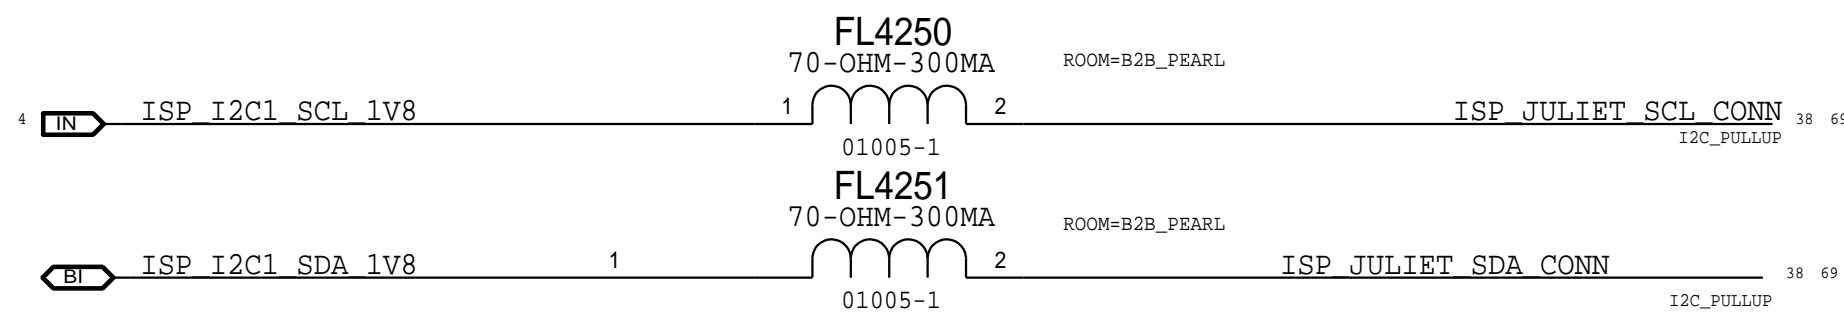 FL4250
70-OHM-300MA
ROOM=B2B_PEARL
4 IN ISP_I2C1_SCL_1V8 1 2 ISP_JULIET_SCL_CONN 38 69
I2C_PULLUP
01005-1
FL4251
70-OHM-300MA
ROOM=B2B_PEARL
BI ISP_I2C1_SDA_1V8 1 2 ISP_JULIET_SDA_CONN 38 69
01005-1
I2C_PULLUP